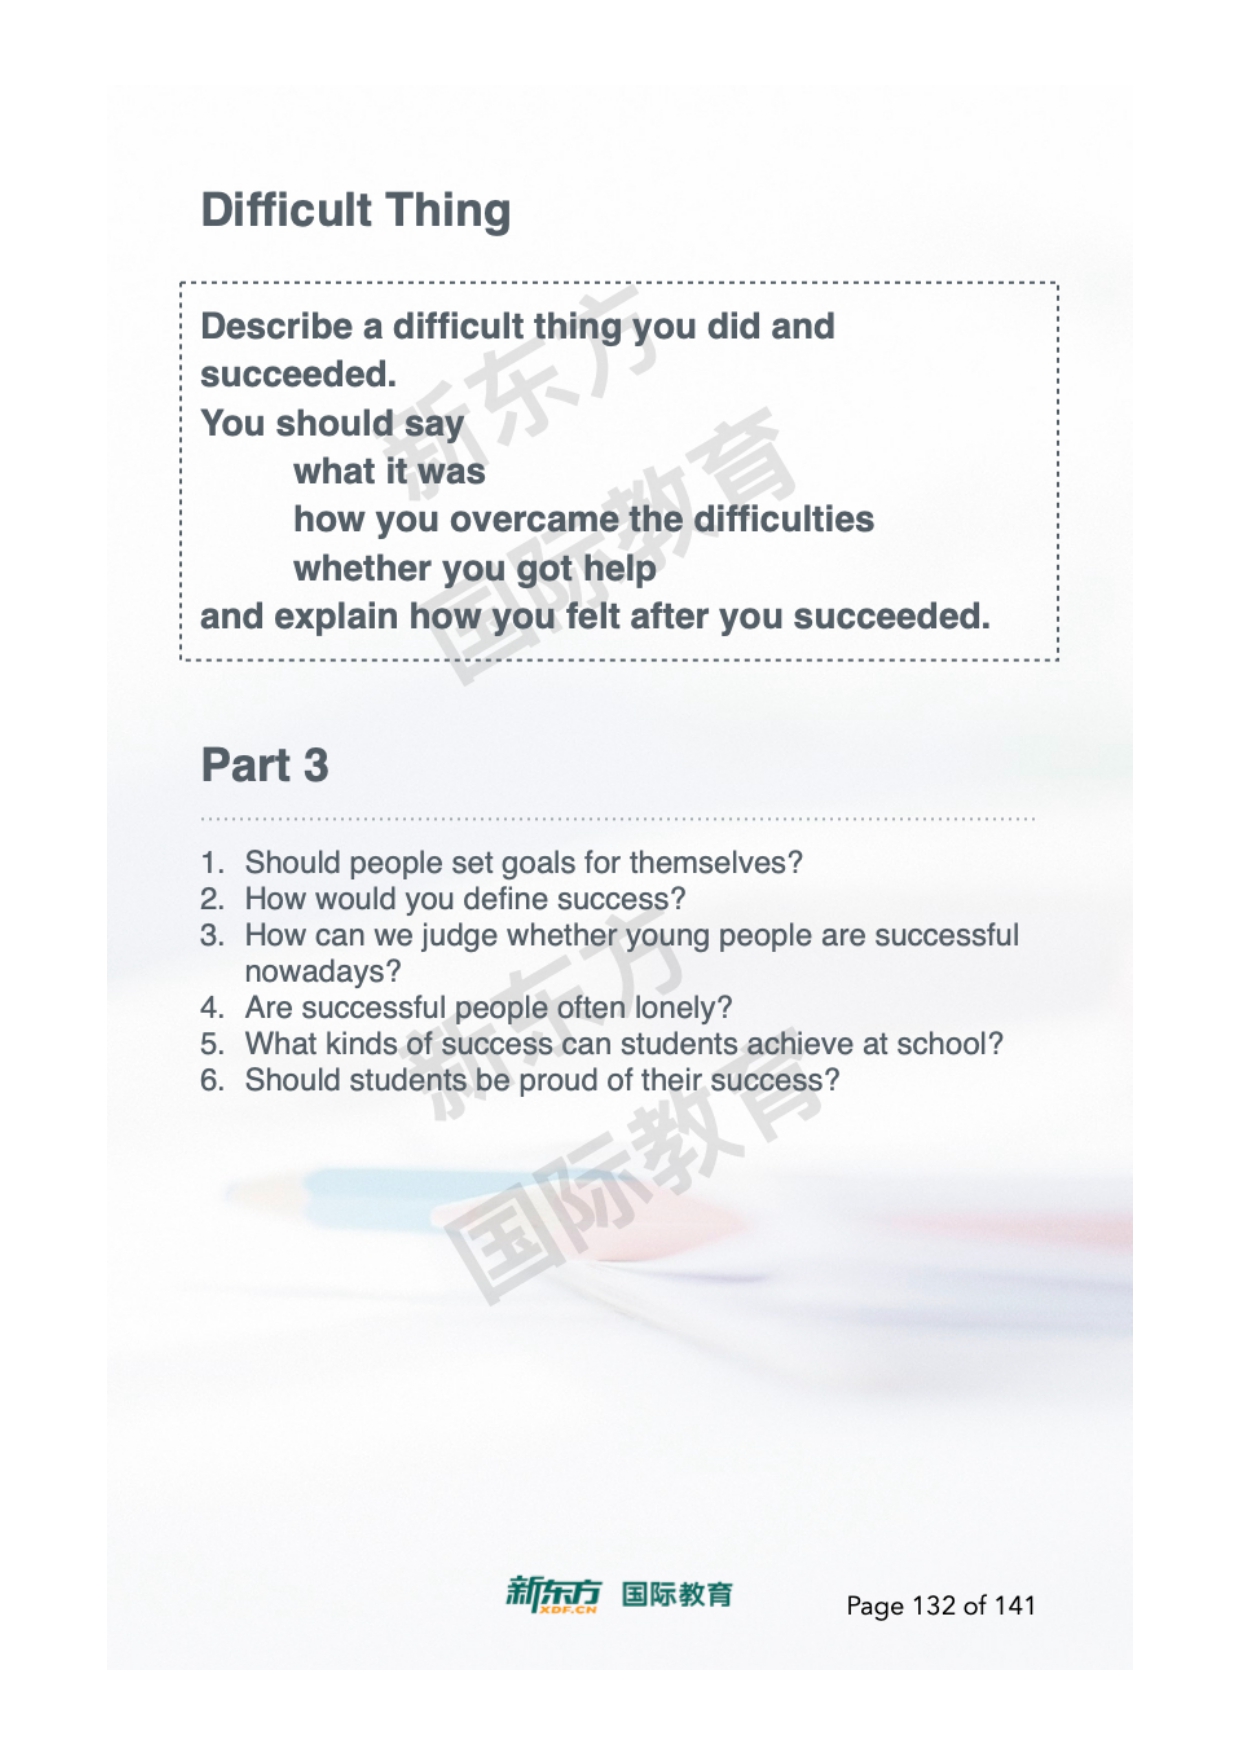 Difficult Thing
Describe a difficult thing you did and
succeeded.
You should say
what it was
how you overcame the difficulties
whether you got help
and explain how you felt after you succeeded.
新东方
国际教育
Part 3
1. Should people set goals for themselves?
2. How would you define success?
3. How can we judge whether young people are successful
nowadays?
4. Are successful people often lonely?
5. What kinds of success can students achieve at school?
6. Should students be proud of their success?
新东方
国际教育
新东方 国际教育
XDF.CN
Page 132 of 141